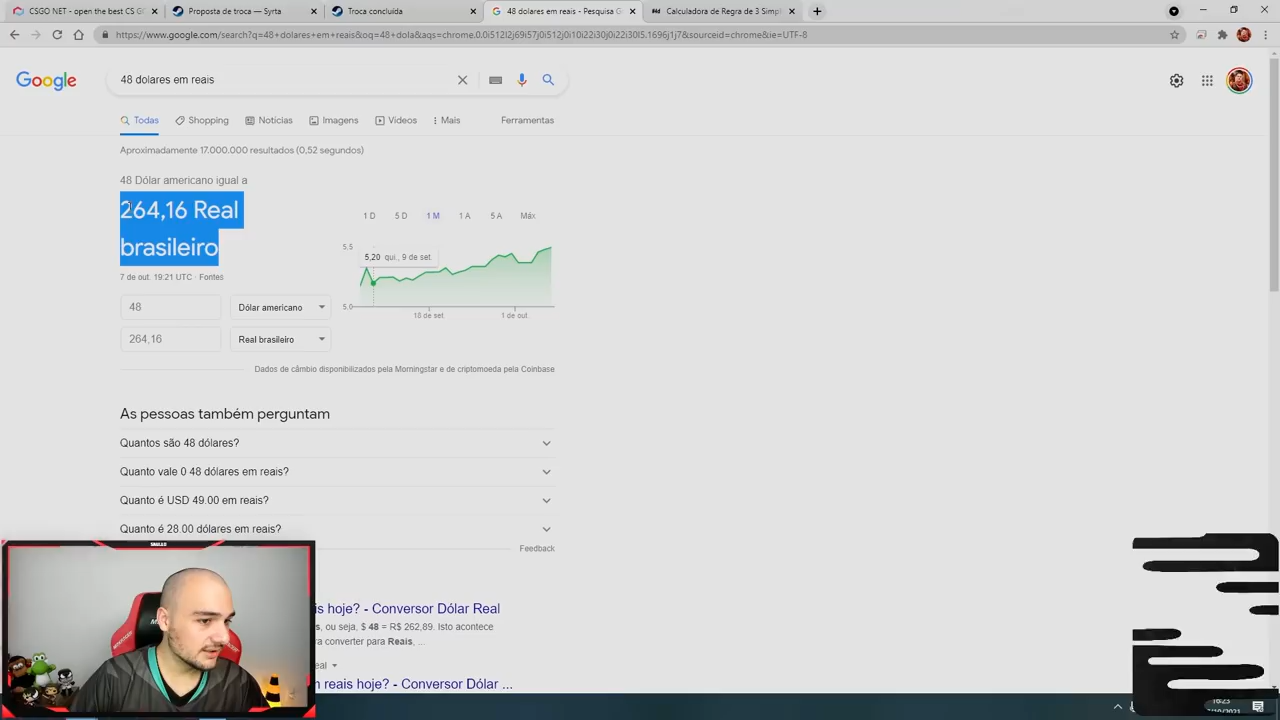 CSGO NET - open the best CS GO
Proposta de troca — Syrta
Troca concluída
48 dolares em reais - Pesquisa G
Calculadora de Regra de 3 Simple
https://www.google.com/search?q=48+dolares+em+reais&oq=48+dola&aqs=chrome.0.0i512l2j69i57j0i512j0i10i22i30j0i22i30l5.1696j1j7&sourceid=chrome&ie=UTF-8
Google
48 dolares em reais
Todas
Shopping
Notícias
Imagens
Vídeos
Mais
Ferramentas
Aproximadamente 17.000.000 resultados (0,52 segundos)
48 Dólar americano igual a
264,16 Real
brasileiro
7 de out. 19:21 UTC · Fontes
48
Dólar americano
264,16
Real brasileiro
1 D
5 D
1 M
1 A
5 A
Máx.
5.5
5,20 qui., 9 de set.
5.0
18 de set.
1 de out.
Dados de câmbio disponibilizados pela Morningstar e de criptomoeda pela Coinbase
As pessoas também perguntam
Quantos são 48 dólares?
Quanto vale 0 48 dólares em reais?
Quanto é USD 49.00 em reais?
Quanto é 28.00 dólares em reais?
Feedback
is hoje? - Conversor Dólar Real
s, ou seja, $ 48 = R$ 262,89. Isto acontece
va converter para Reais, ...
eal
m reais hoje? - Conversor Dólar ...
16:23